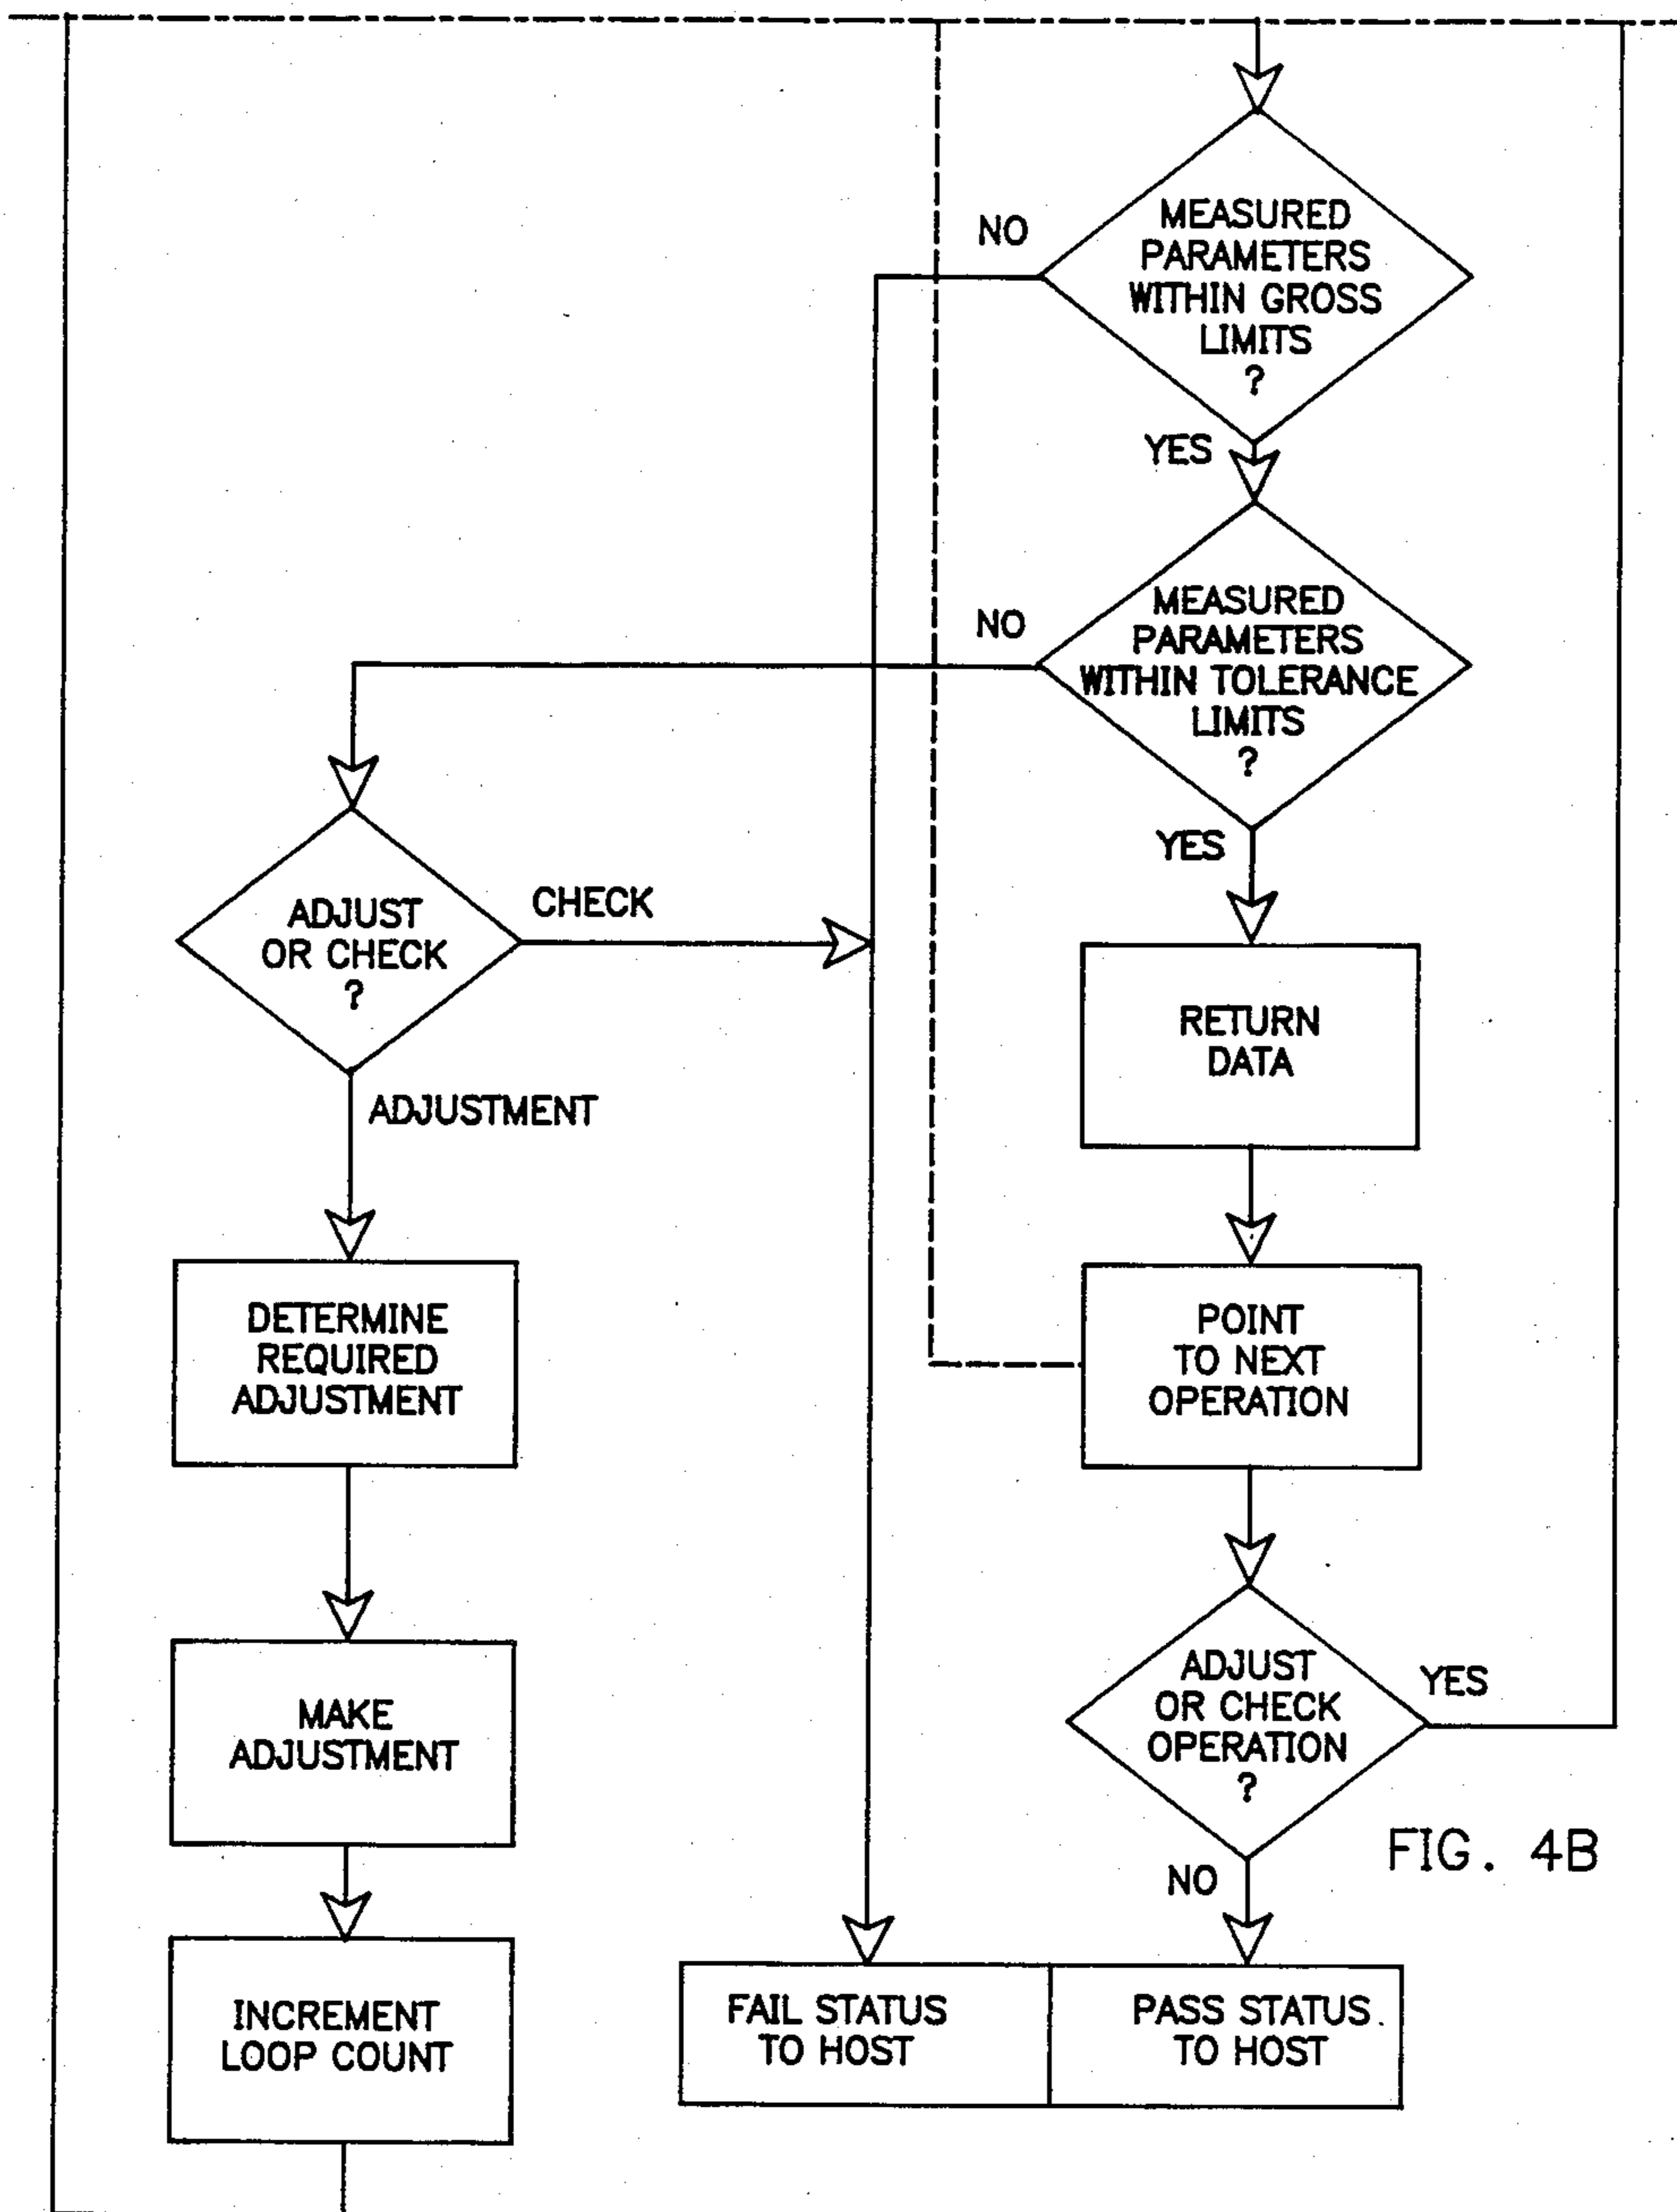 NO
MEASURED
PARAMETERS
WITHIN GROSS
LIMITS
?
YES
NO
MEASURED
PARAMETERS
WITHIN TOLERANCE
LIMITS
?
YES
ADJUST
OR CHECK
?
CHECK
ADJUSTMENT
RETURN
DATA
DETERMINE
REQUIRED
ADJUSTMENT
POINT
TO NEXT
OPERATION
MAKE
ADJUSTMENT
ADJUST
OR CHECK
OPERATION
?
YES
NO
FIG. 4B
INCREMENT
LOOP COUNT
FAIL STATUS
TO HOST
PASS STATUS
TO HOST